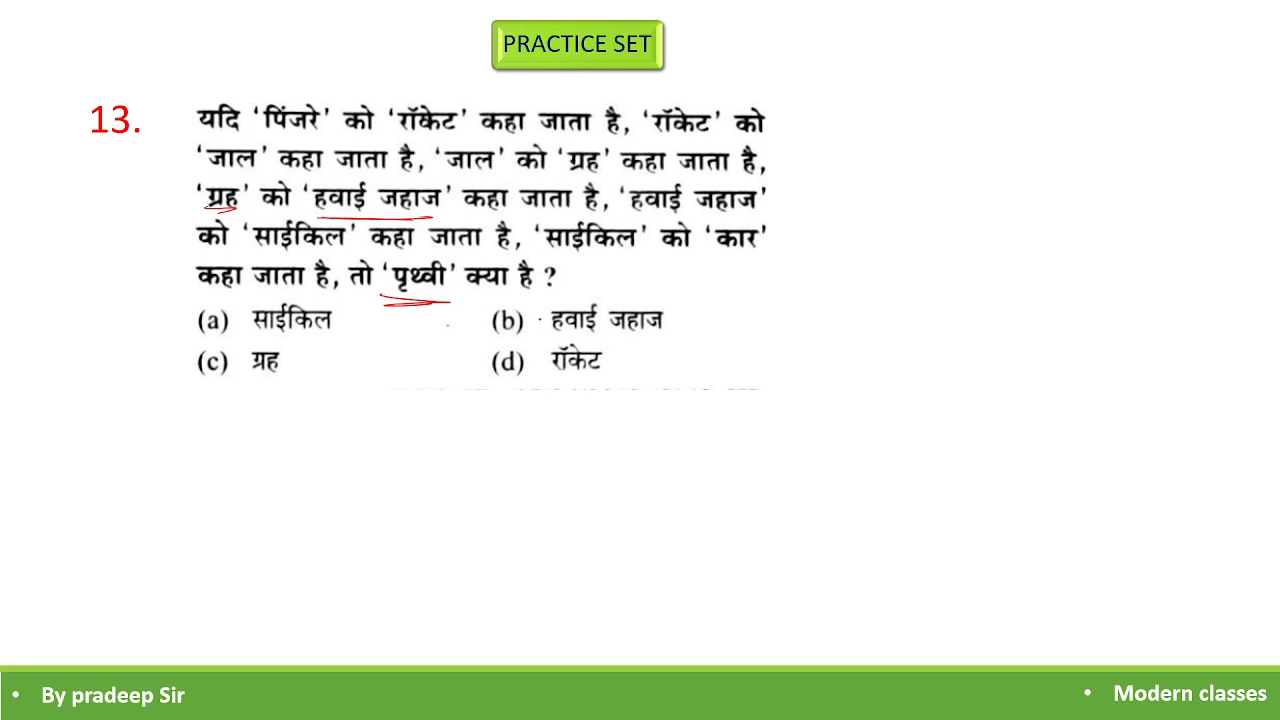 PRACTICE SET
13.
यदि ‘पिंजरे’ को ‘रॉकेट’ कहा जाता है, ‘रॉकेट’ को
‘जाल’ कहा जाता है, ‘जाल’ को ‘ग्रह’ कहा जाता है,
‘ग्रह’ को ‘हवाई जहाज’ कहा जाता है, ‘हवाई जहाज’
को ‘साईकिल’ कहा जाता है, ‘साईकिल’ को ‘कार’
कहा जाता है, तो ‘पृथ्वी’ क्या है ?
(a) साईकिल (b) हवाई जहाज
(c) ग्रह (d) रॉकेट
• By pradeep Sir
• Modern classes